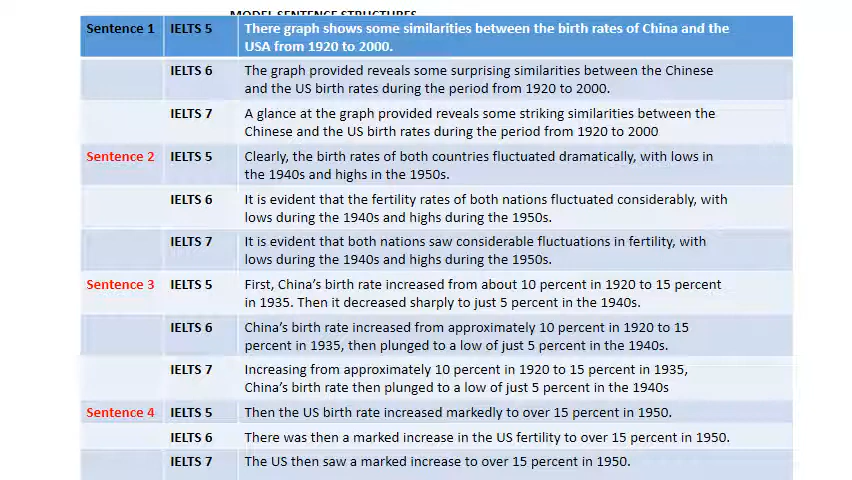 MODEL SENTENCE STRUCTURES
Sentence 1 IELTS 5 There graph shows some similarities between the birth rates of China and the
USA from 1920 to 2000.
IELTS 6 The graph provided reveals some surprising similarities between the Chinese
and the US birth rates during the period from 1920 to 2000.
IELTS 7 A glance at the graph provided reveals some striking similarities between the
Chinese and the US birth rates during the period from 1920 to 2000
Sentence 2 IELTS 5 Clearly, the birth rates of both countries fluctuated dramatically, with lows in
the 1940s and highs in the 1950s.
IELTS 6 It is evident that the fertility rates of both nations fluctuated considerably, with
lows during the 1940s and highs during the 1950s.
IELTS 7 It is evident that both nations saw considerable fluctuations in fertility, with
lows during the 1940s and highs during the 1950s.
Sentence 3 IELTS 5 First, China's birth rate increased from about 10 percent in 1920 to 15 percent
in 1935. Then it decreased sharply to just 5 percent in the 1940s.
IELTS 6 China's birth rate increased from approximately 10 percent in 1920 to 15
percent in 1935, then plunged to a low of just 5 percent in the 1940s.
IELTS 7 Increasing from approximately 10 percent in 1920 to 15 percent in 1935,
China's birth rate then plunged to a low of just 5 percent in the 1940s
Sentence 4 IELTS 5 Then the US birth rate increased markedly to over 15 percent in 1950.
IELTS 6 There was then a marked increase in the US fertility to over 15 percent in 1950.
IELTS 7 The US then saw a marked increase to over 15 percent in 1950.